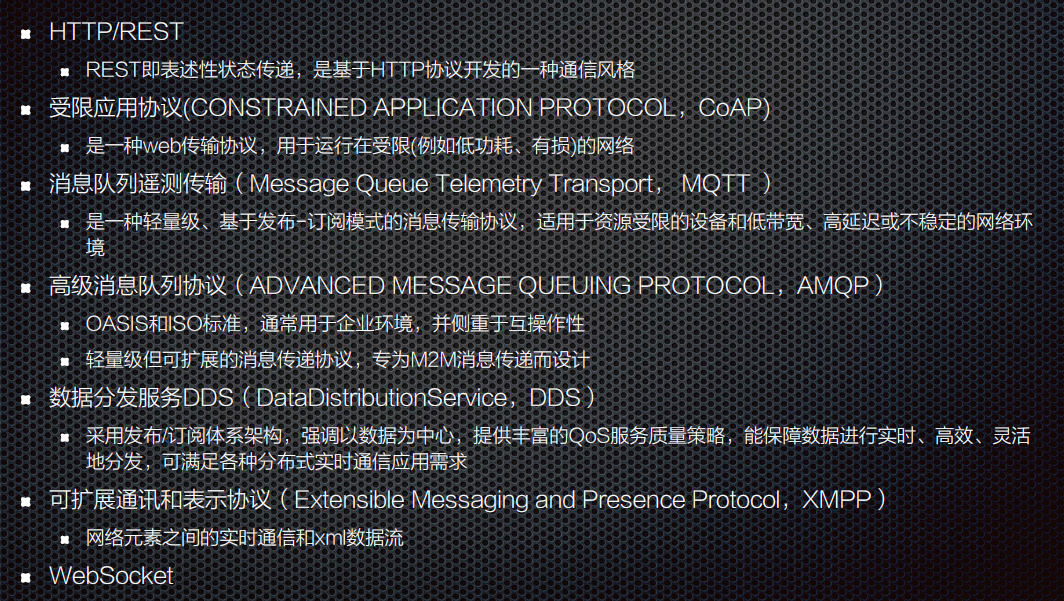 HTTP/REST
REST即表述性状态传递，是基于HTTP协议开发的一种通信风格
受限应用协议(CONSTRAINED APPLICATION PROTOCOL，CoAP)
是一种web传输协议，用于运行在受限(例如低功耗、有损)的网络
消息队列遥测传输（Message Queue Telemetry Transport， MQTT ）
是一种轻量级、基于发布-订阅模式的消息传输协议，适用于资源受限的设备和低带宽、高延迟或不稳定的网络环
境
高级消息队列协议（ADVANCED MESSAGE QUEUING PROTOCOL，AMQP）
OASIS和ISO标准，通常用于企业环境，并侧重于互操作性
轻量级但可扩展的消息传递协议，专为M2M消息传递而设计
数据分发服务DDS（DataDistributionService，DDS）
采用发布/订阅体系架构，强调以数据为中心，提供丰富的QoS服务质量策略，能保障数据进行实时、高效、灵活
地分发，可满足各种分布式实时通信应用需求
可扩展通讯和表示协议（Extensible Messaging and Presence Protocol，XMPP）
网络元素之间的实时通信和xml数据流
WebSocket